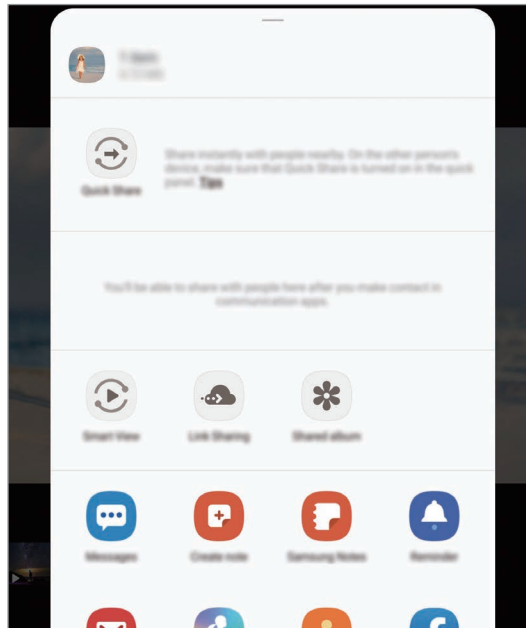 Quick Share
Share instantly with people nearby. On the other person's
device, make sure that Quick Share is turned on in the quick
panel. Tips
You'll be able to share with people here after you make contact in
communication apps.
Smart View
Link Sharing
Shared album
Messages
Create note
Samsung Notes
Reminder